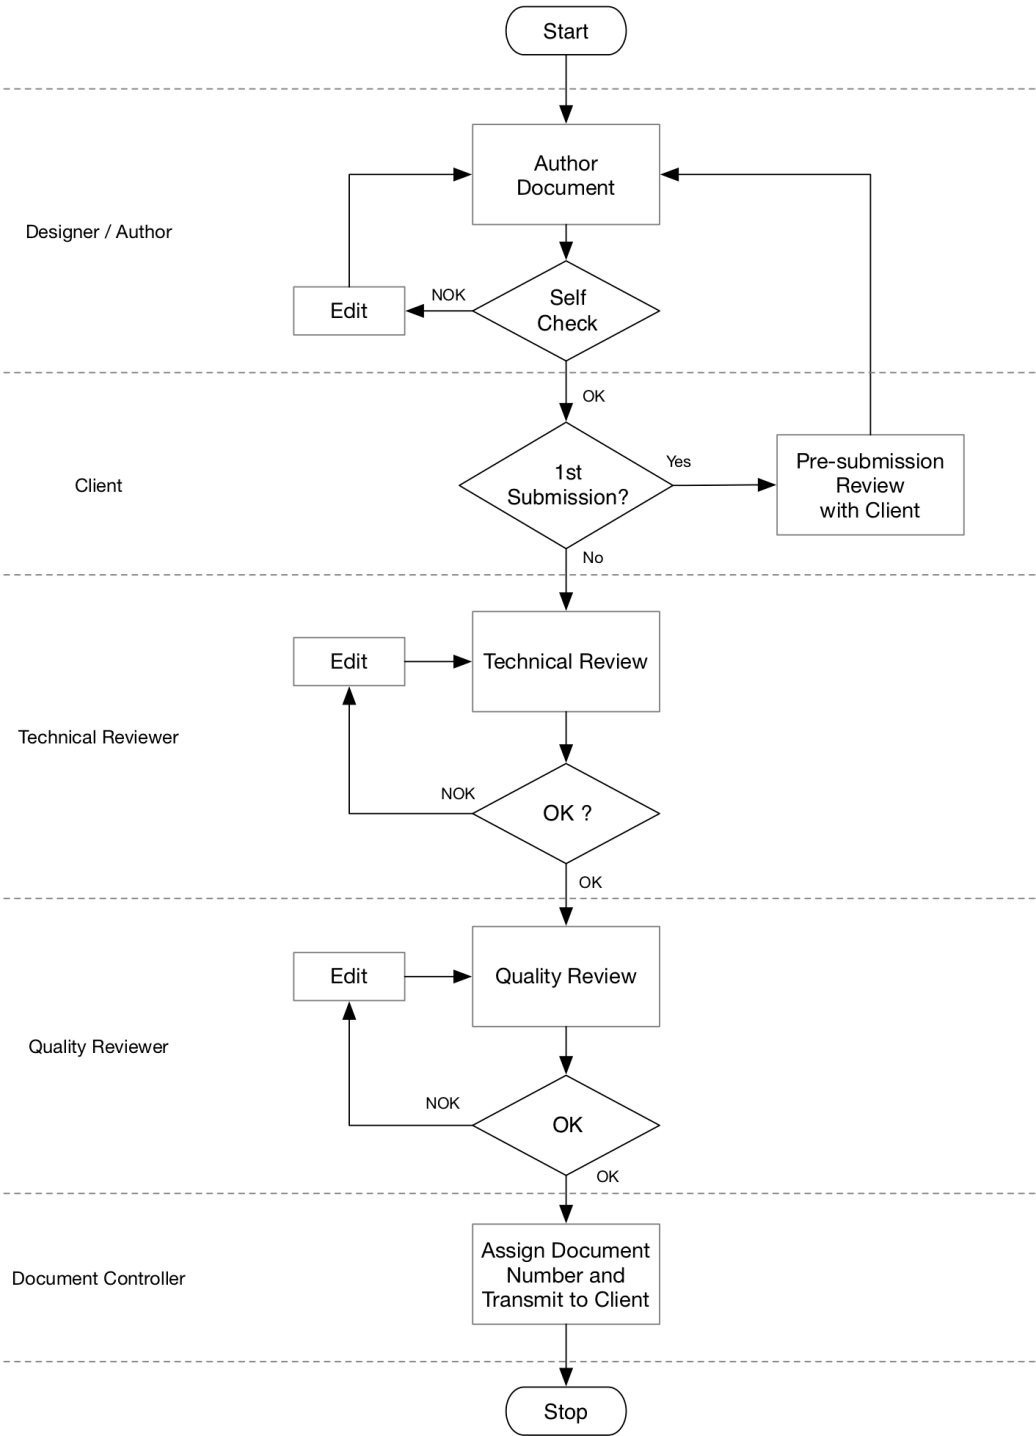 Start
Author
Document
Designer / Author
NOK
Self
Check
Edit
OK
1st
Submission?
Yes
Pre-submission
Review
with Client
Client
No
Edit
Technical Review
Technical Reviewer
NOK
OK ?
OK
Edit
Quality Review
Quality Reviewer
NOK
OK
OK
Assign Document
Number and
Transmit to Client
Document Controller
Stop